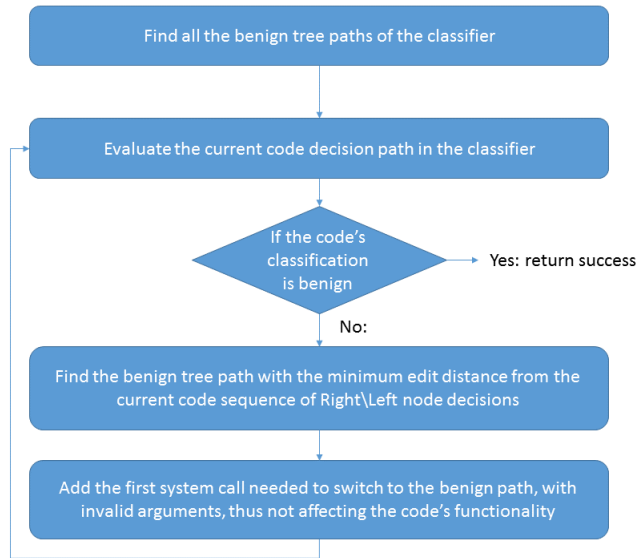 Find all the benign tree paths of the classifier
Evaluate the current code decision path in the classifier
If the code's
classification
is benign
Yes: return success
No:
Find the benign tree path with the minimum edit distance from the
current code sequence of Right\Left node decisions
Add the first system call needed to switch to the benign path, with
invalid arguments, thus not affecting the code's functionality